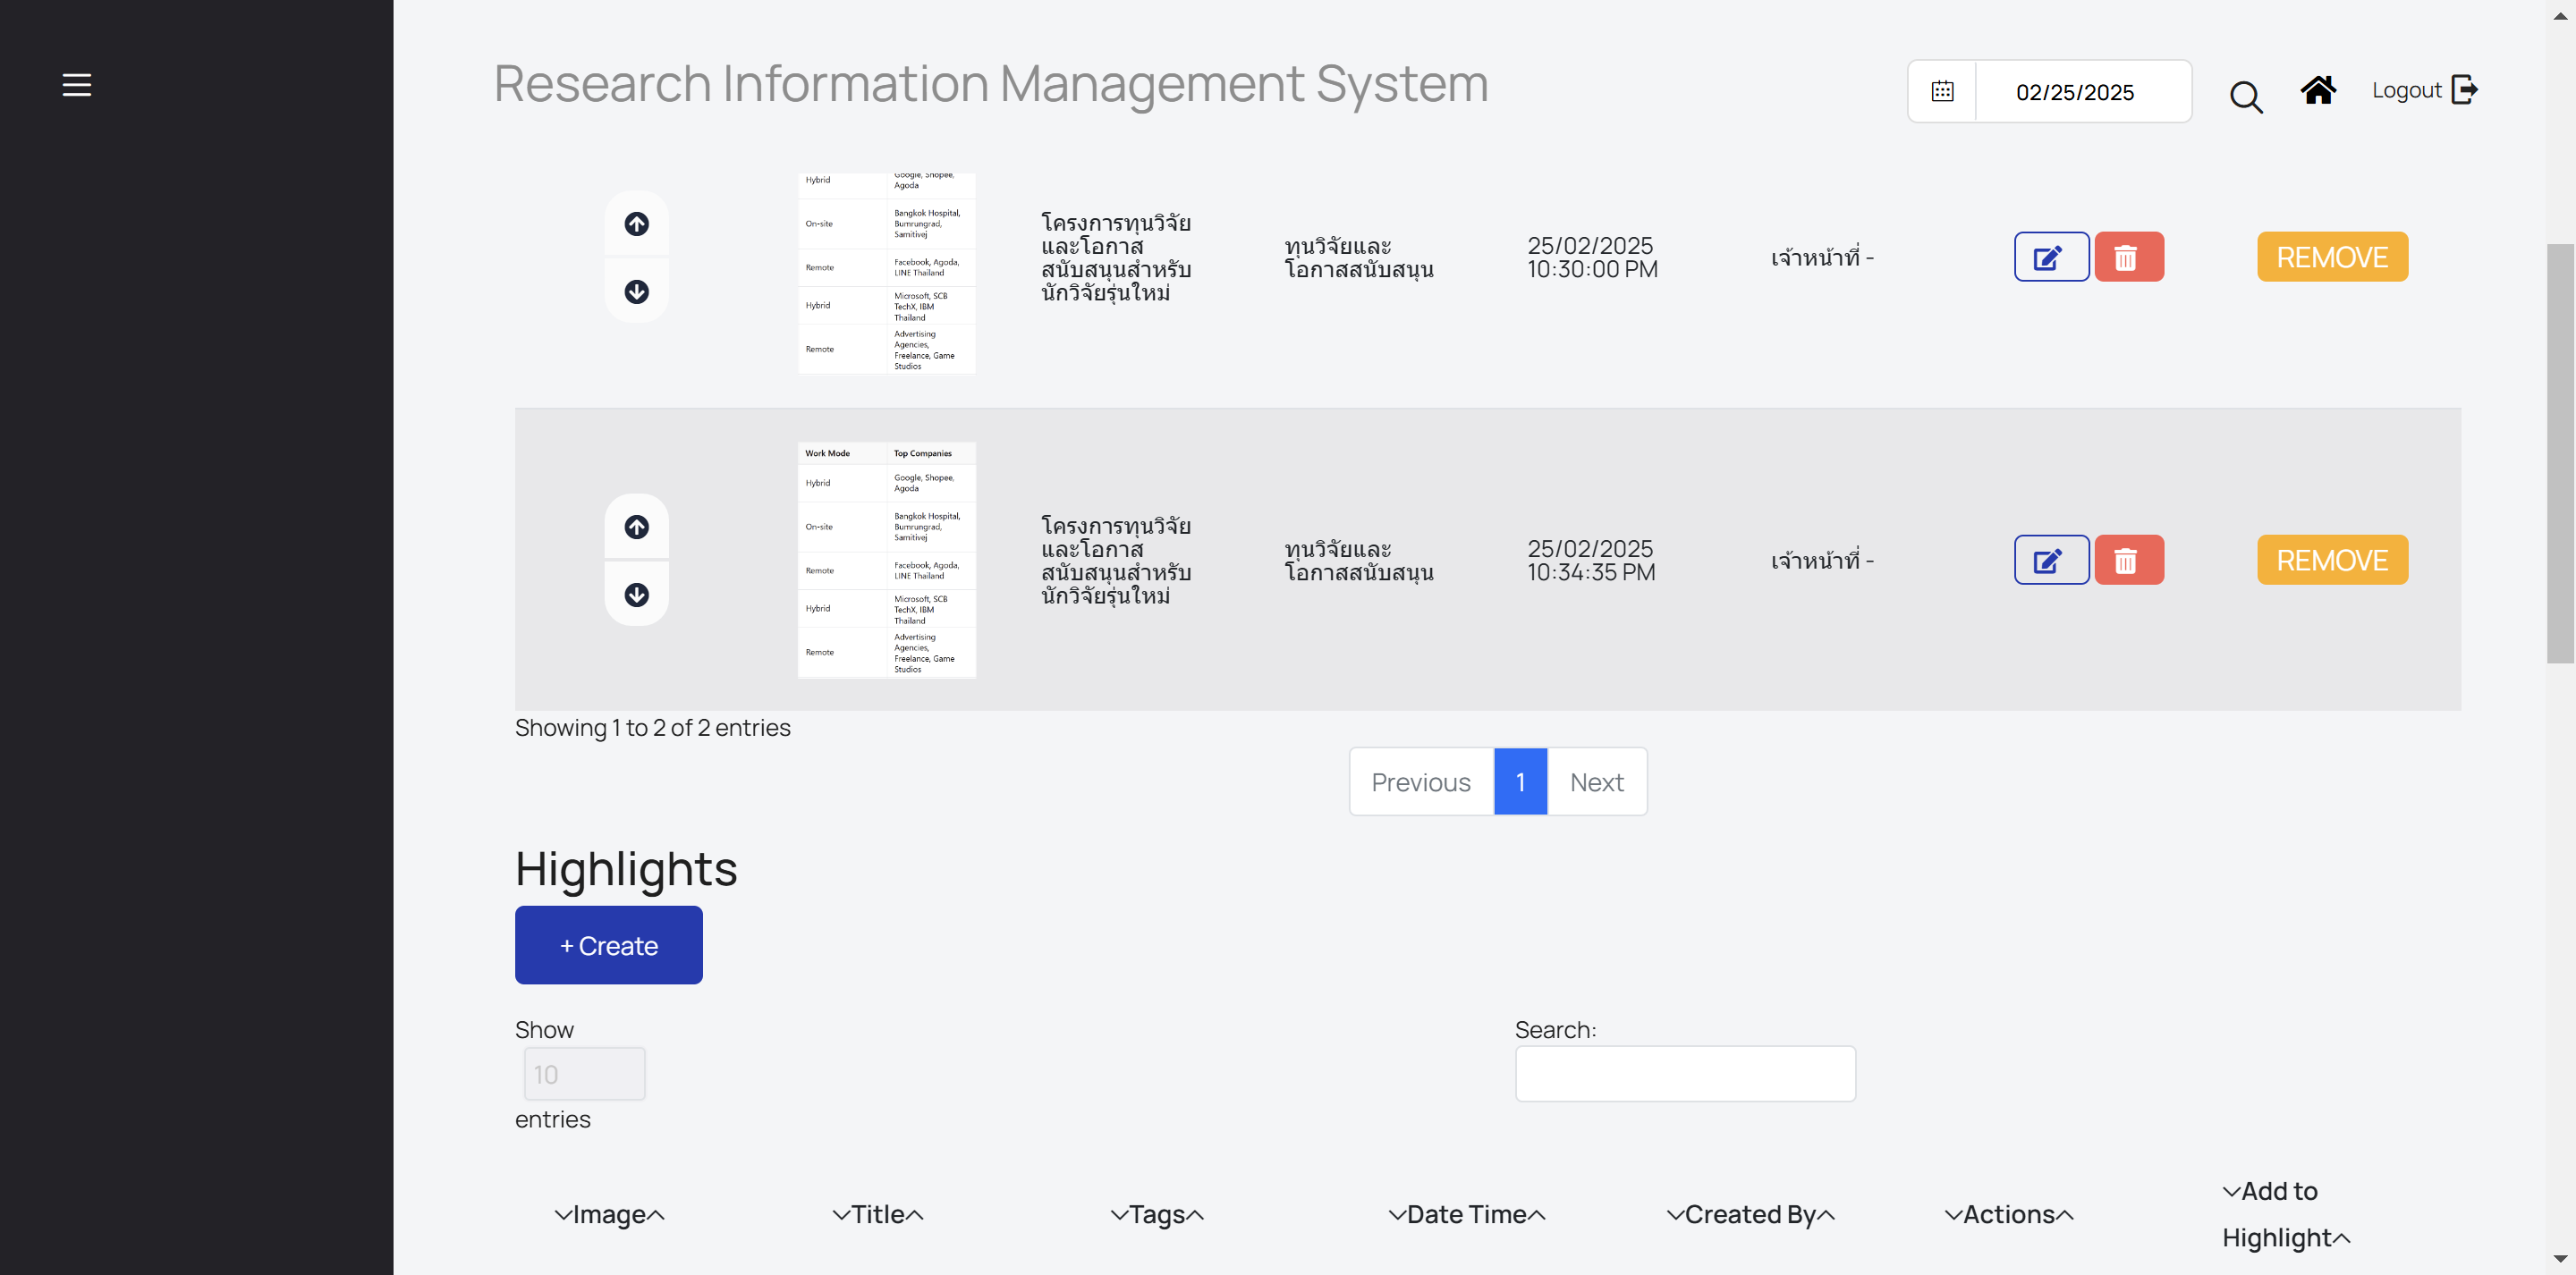 Research Information Management System
02/25/2025
Logout
Hybrid
Google, Shopee,
Agoda
On-site
Bangkok Hospital,
Bumrungrad,
Samitivej
Remote
Facebook, Agoda,
LINE Thailand
Hybrid
Microsoft, SCB
TechX, IBM
Thailand
Remote
Advertising
Agencies,
Freelance, Game
Studios
โครงการทุนวิจัย
และโอกาส
สนับสนุนสำหรับ
นักวิจัยรุ่นใหม่
ทุนวิจัยและ
โอกาสสนับสนุน
25/02/2025
10:30:00 PM
เจ้าหน้าที่ -
REMOVE
Work Mode Top Companies
Hybrid
Google, Shopee,
Agoda
On-site
Bangkok Hospital,
Bumrungrad,
Samitivej
Remote
Facebook, Agoda,
LINE Thailand
Hybrid
Microsoft, SCB
TechX, IBM
Thailand
Remote
Advertising
Agencies,
Freelance, Game
Studios
โครงการทุนวิจัย
และโอกาส
สนับสนุนสำหรับ
นักวิจัยรุ่นใหม่
ทุนวิจัยและ
โอกาสสนับสนุน
25/02/2025
10:34:35 PM
เจ้าหน้าที่ -
REMOVE
Showing 1 to 2 of 2 entries
Previous 1 Next
Highlights
+ Create
Show
10
entries
Search:
Image Title Tags Date Time Created By Actions
Add to
Highlight